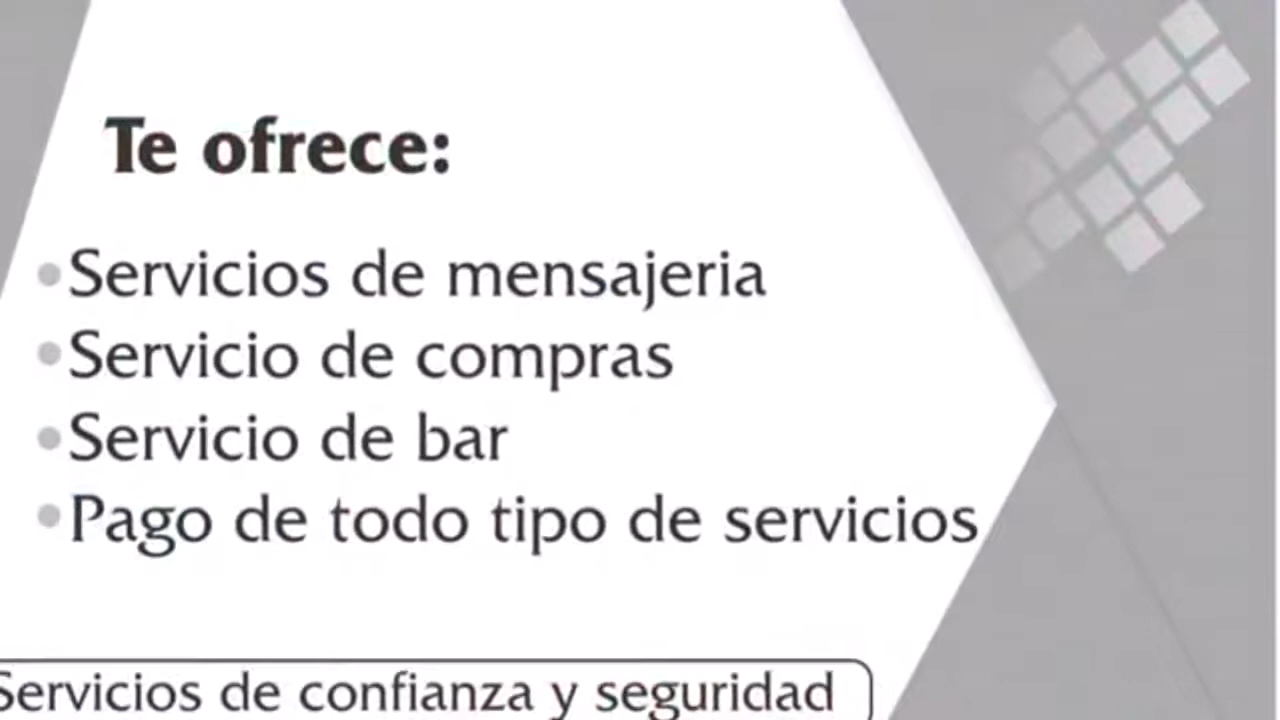 Te ofrece:
•Servicios de mensajeria
•Servicio de compras
•Servicio de bar
•Pago de todo tipo de servicios
Servicios de confianza y seguridad